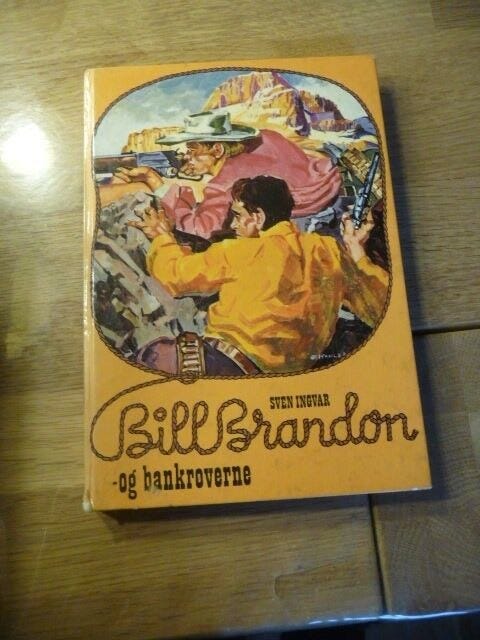 SVEN INGVAR
Bill Brandon
-og bankroverne